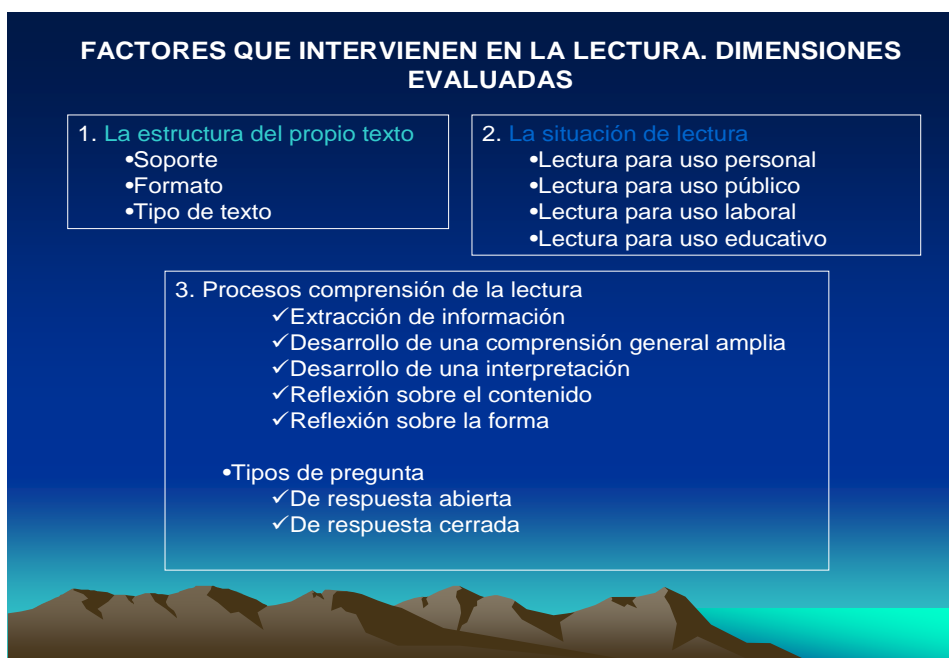 FACTORES QUE INTERVIENEN EN LA LECTURA. DIMENSIONES
EVALUADAS
1. La estructura del propio texto
•Soporte
•Formato
•Tipo de texto
2. La situación de lectura
•Lectura para uso personal
•Lectura para uso público
•Lectura para uso laboral
•Lectura para uso educativo
3. Procesos comprensión de la lectura
✓Extracción de información
✓Desarrollo de una comprensión general amplia
✓Desarrollo de una interpretación
✓Reflexión sobre el contenido
✓Reflexión sobre la forma
•Tipos de pregunta
✓De respuesta abierta
✓De respuesta cerrada